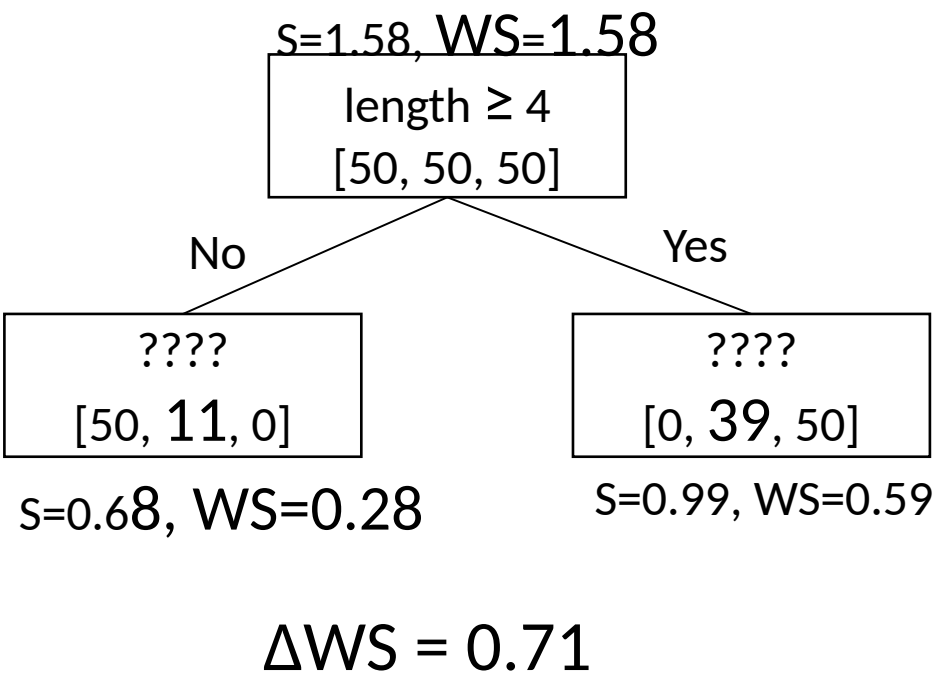 S=1.58, WS=1.58
length ≥ 4
[50, 50, 50]
No
Yes
????
[50, 11, 0]
????
[0, 39, 50]
S=0.68, WS=0.28
S=0.99, WS=0.59
ΔWS = 0.71